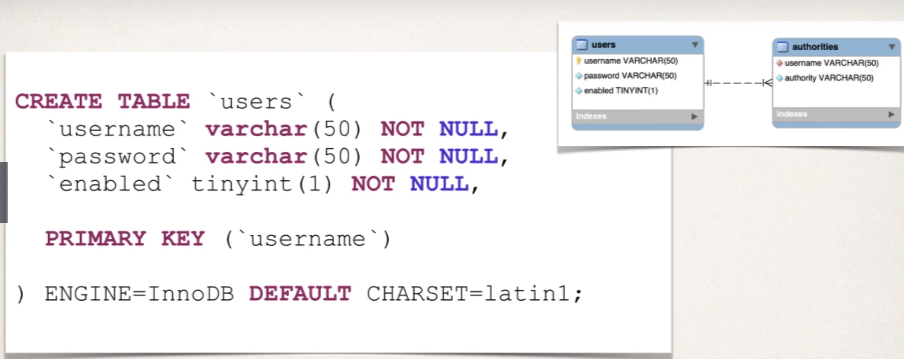 CREATE TABLE `users` (
`username` varchar(50) NOT NULL,
`password` varchar(50) NOT NULL,
`enabled` tinyint(1) NOT NULL,
PRIMARY KEY (`username`)
) ENGINE=InnoDB DEFAULT CHARSET=latin1;
users
username VARCHAR(50)
password VARCHAR(50)
enabled TINYINT(1)
Indexes
authorities
username VARCHAR(50)
authority VARCHAR(50)
Indexes